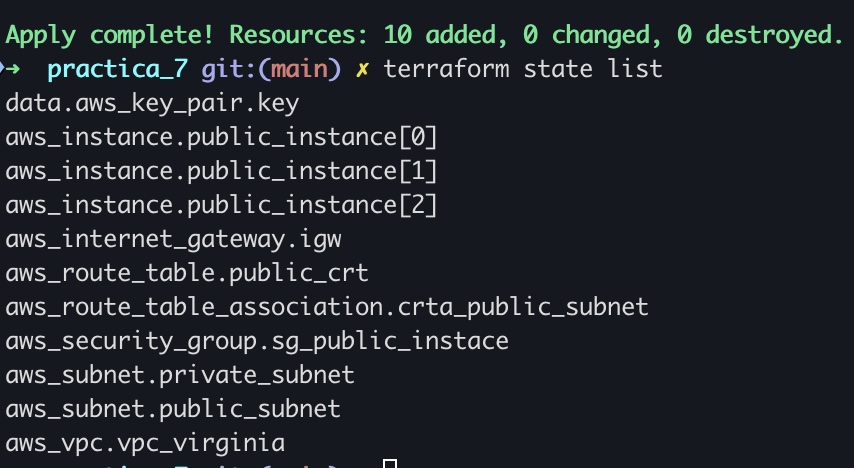 Apply complete! Resources: 10 added, 0 changed, 0 destroyed.
→ practica_7 git:(main) ✗ terraform state list
data.aws_key_pair.key
aws_instance.public_instance[0]
aws_instance.public_instance[1]
aws_instance.public_instance[2]
aws_internet_gateway.igw
aws_route_table.public_crt
aws_route_table_association.crta_public_subnet
aws_security_group.sg_public_instace
aws_subnet.private_subnet
aws_subnet.public_subnet
aws_vpc.vpc_virginia